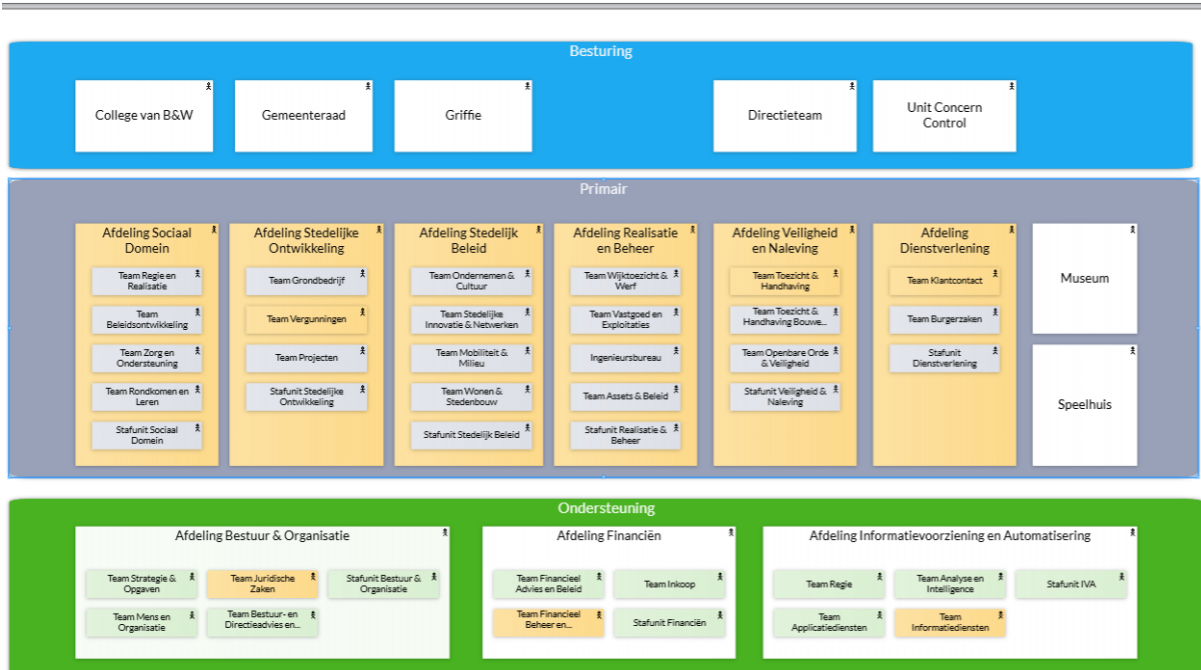 Besturing
College van B&W
Gemeenteraad
Griffie
Directieteam
Unit Concern
Control
Primair
Afdeling Sociaal
Domein
Team Regie en
Realisatie
Team
Beleidsontwikkeling
Team Zorg en
Ondersteuning
Team Rondkomen en
Leren
Stafunit Sociaal
Domein
Afdeling Stedelijke
Ontwikkeling
Team Grondbedrijf
Team Vergunningen
Team Projecten
Stafunit Stedelijke
Ontwikkeling
Afdeling Stedelijk
Beleid
Team Ondernemen &
Cultuur
Team Stedelijke
Innovatie & Netwerken
Team Mobiliteit &
Milieu
Team Wonen &
Stedenbouw
Stafunit Stedelijk Beleid
Afdeling Realisatie
en Beheer
Team Wijktoezicht &
Werf
Team Vastgoed en
Exploitaties
Ingenieursbureau
Team Assets & Beleid
Stafunit Realisatie &
Beheer
Afdeling Veiligheid
en Naleving
Team Toezicht &
Handhaving
Team Toezicht &
Handhaving Bouwe...
Team Openbare Orde
& Veiligheid
Stafunit Veiligheid &
Naleving
Afdeling
Dienstverlening
Team Klantcontact
Team Burgerzaken
Stafunit
Dienstverlening
Museum
Speelhuis
Ondersteuning
Afdeling Bestuur & Organisatie
Team Strategie &
Opgaven
Team Juridische
Zaken
Stafunit Bestuur &
Organisatie
Team Mens en
Organisatie
Team Bestuur- en
Directieadvies en...
Afdeling Financiën
Team Financieel
Advies en Beleid
Team Inkoop
Team Financieel
Beheer en...
Stafunit Financiën
Afdeling Informatievoorziening en Automatisering
Team Regie
Team Analyse en
Intelligence
Stafunit IVA
Team
Applicatiediensten
Team
Informatiediensten